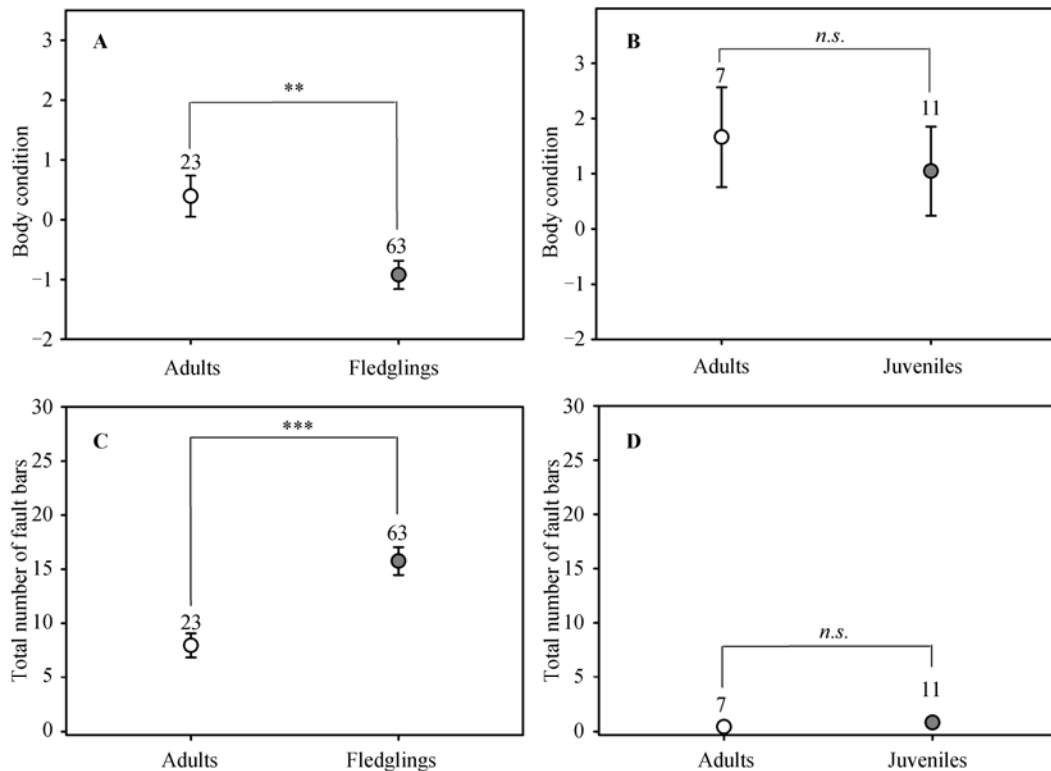 A
Body condition
3
2
1
0
−1
−2
**
23
63
Adults
Fledglings
B
Body condition
3
2
1
0
−1
−2
n.s.
7
11
Adults
Juveniles
C
Total number of fault bars
30
25
20
15
10
5
0
***
23
63
Adults
Fledglings
D
Total number of fault bars
30
25
20
15
10
5
0
n.s.
7
11
Adults
Juveniles